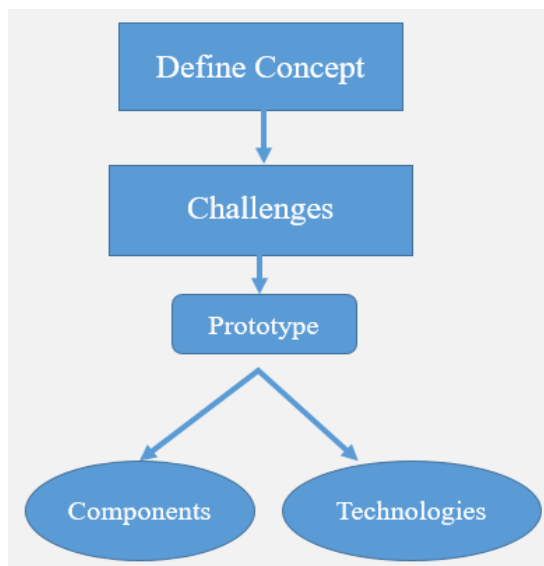 Define Concept
Challenges
Prototype
Components
Technologies